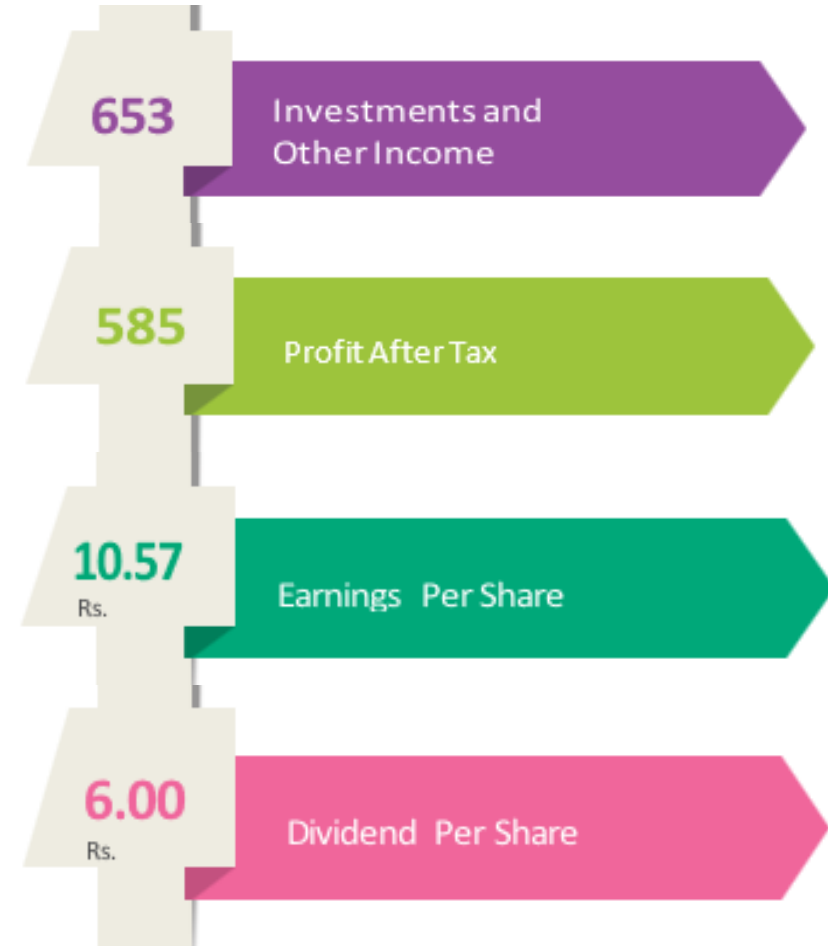 653
Investments and
Other Income
585
Profit After Tax
10.57
Rs.
Earnings Per Share
6.00
Rs.
Dividend Per Share